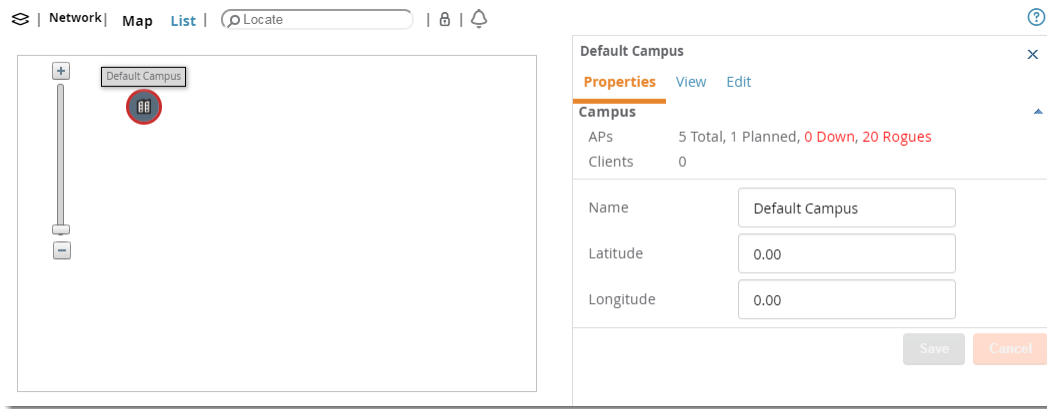 Network Map List Locate
Default Campus
Default Campus
Properties View Edit
Campus
APs 5 Total, 1 Planned, 0 Down, 20 Rogues
Clients 0
Name Default Campus
Latitude 0.00
Longitude 0.00
Save Cancel